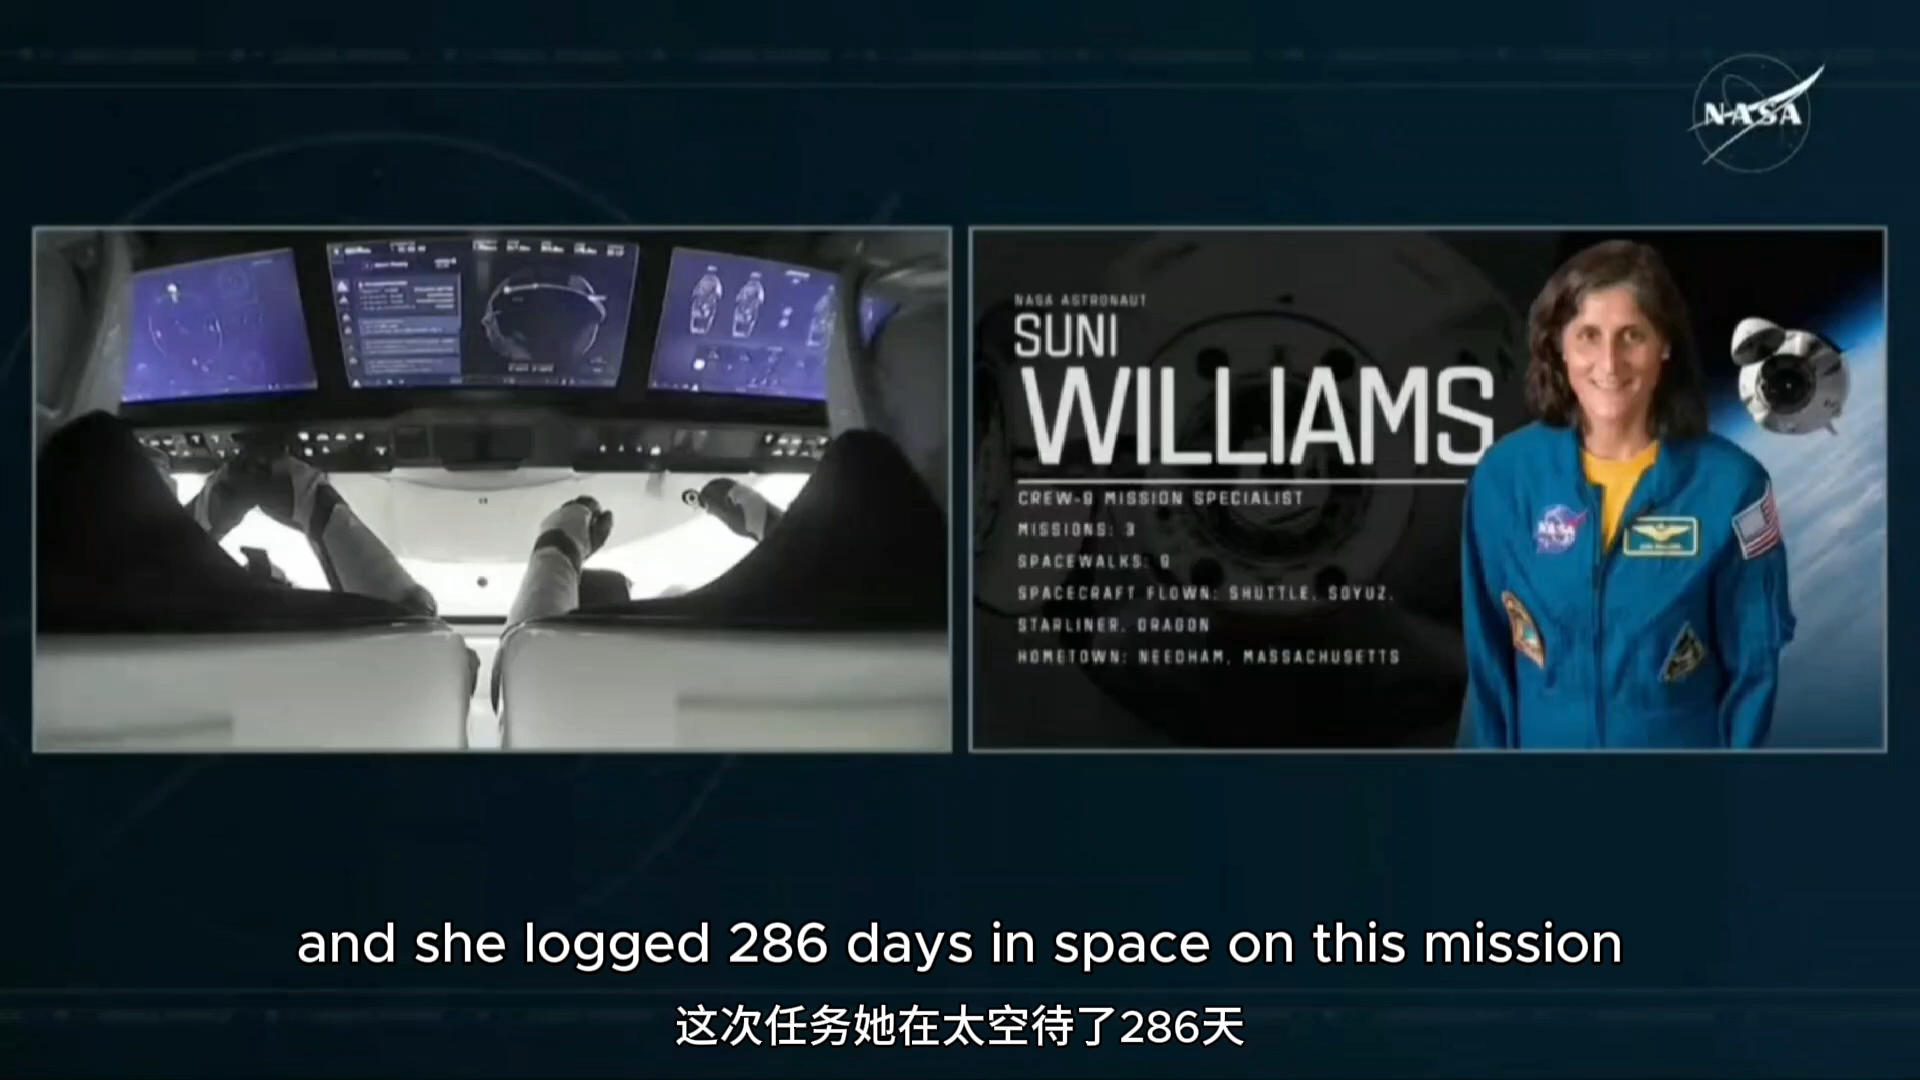 NASA
NASA ASTRONAUT
SUNI
WILLIAMS
CREW-9 MISSION SPECIALIST
MISSIONS: 3
SPACEWALKS: 9
SPACECRAFT FLOWN: SHUTTLE, SOYUZ,
STARLINER, DRAGON
HOMETOWN: NEEDHAM, MASSACHUSETTS
NASA
and she logged 286 days in space on this mission
这次任务她在太空待了286天